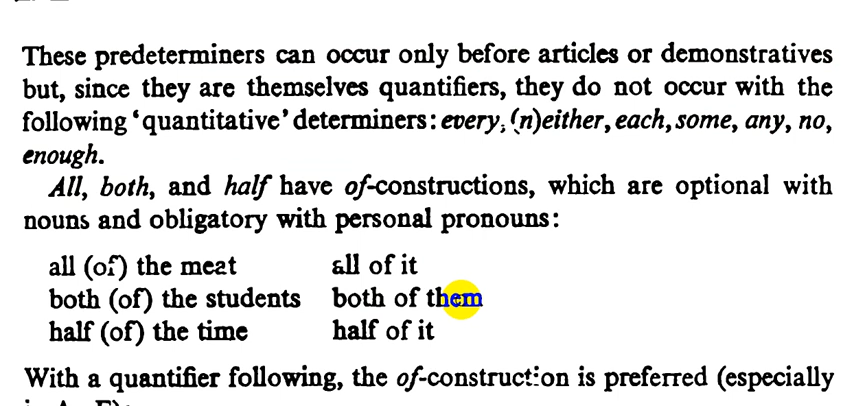 These predeterminers can occur only before articles or demonstratives
but, since they are themselves quantifiers, they do not occur with the
following 'quantitative' determiners: every, (n)either, each, some, any, no,
enough.
All, both, and half have of-constructions, which are optional with
nouns and obligatory with personal pronouns:
all (of) the meat all of it
both (of) the students both of them
half (of) the time half of it
With a quantifier following, the of-construction is preferred (especially